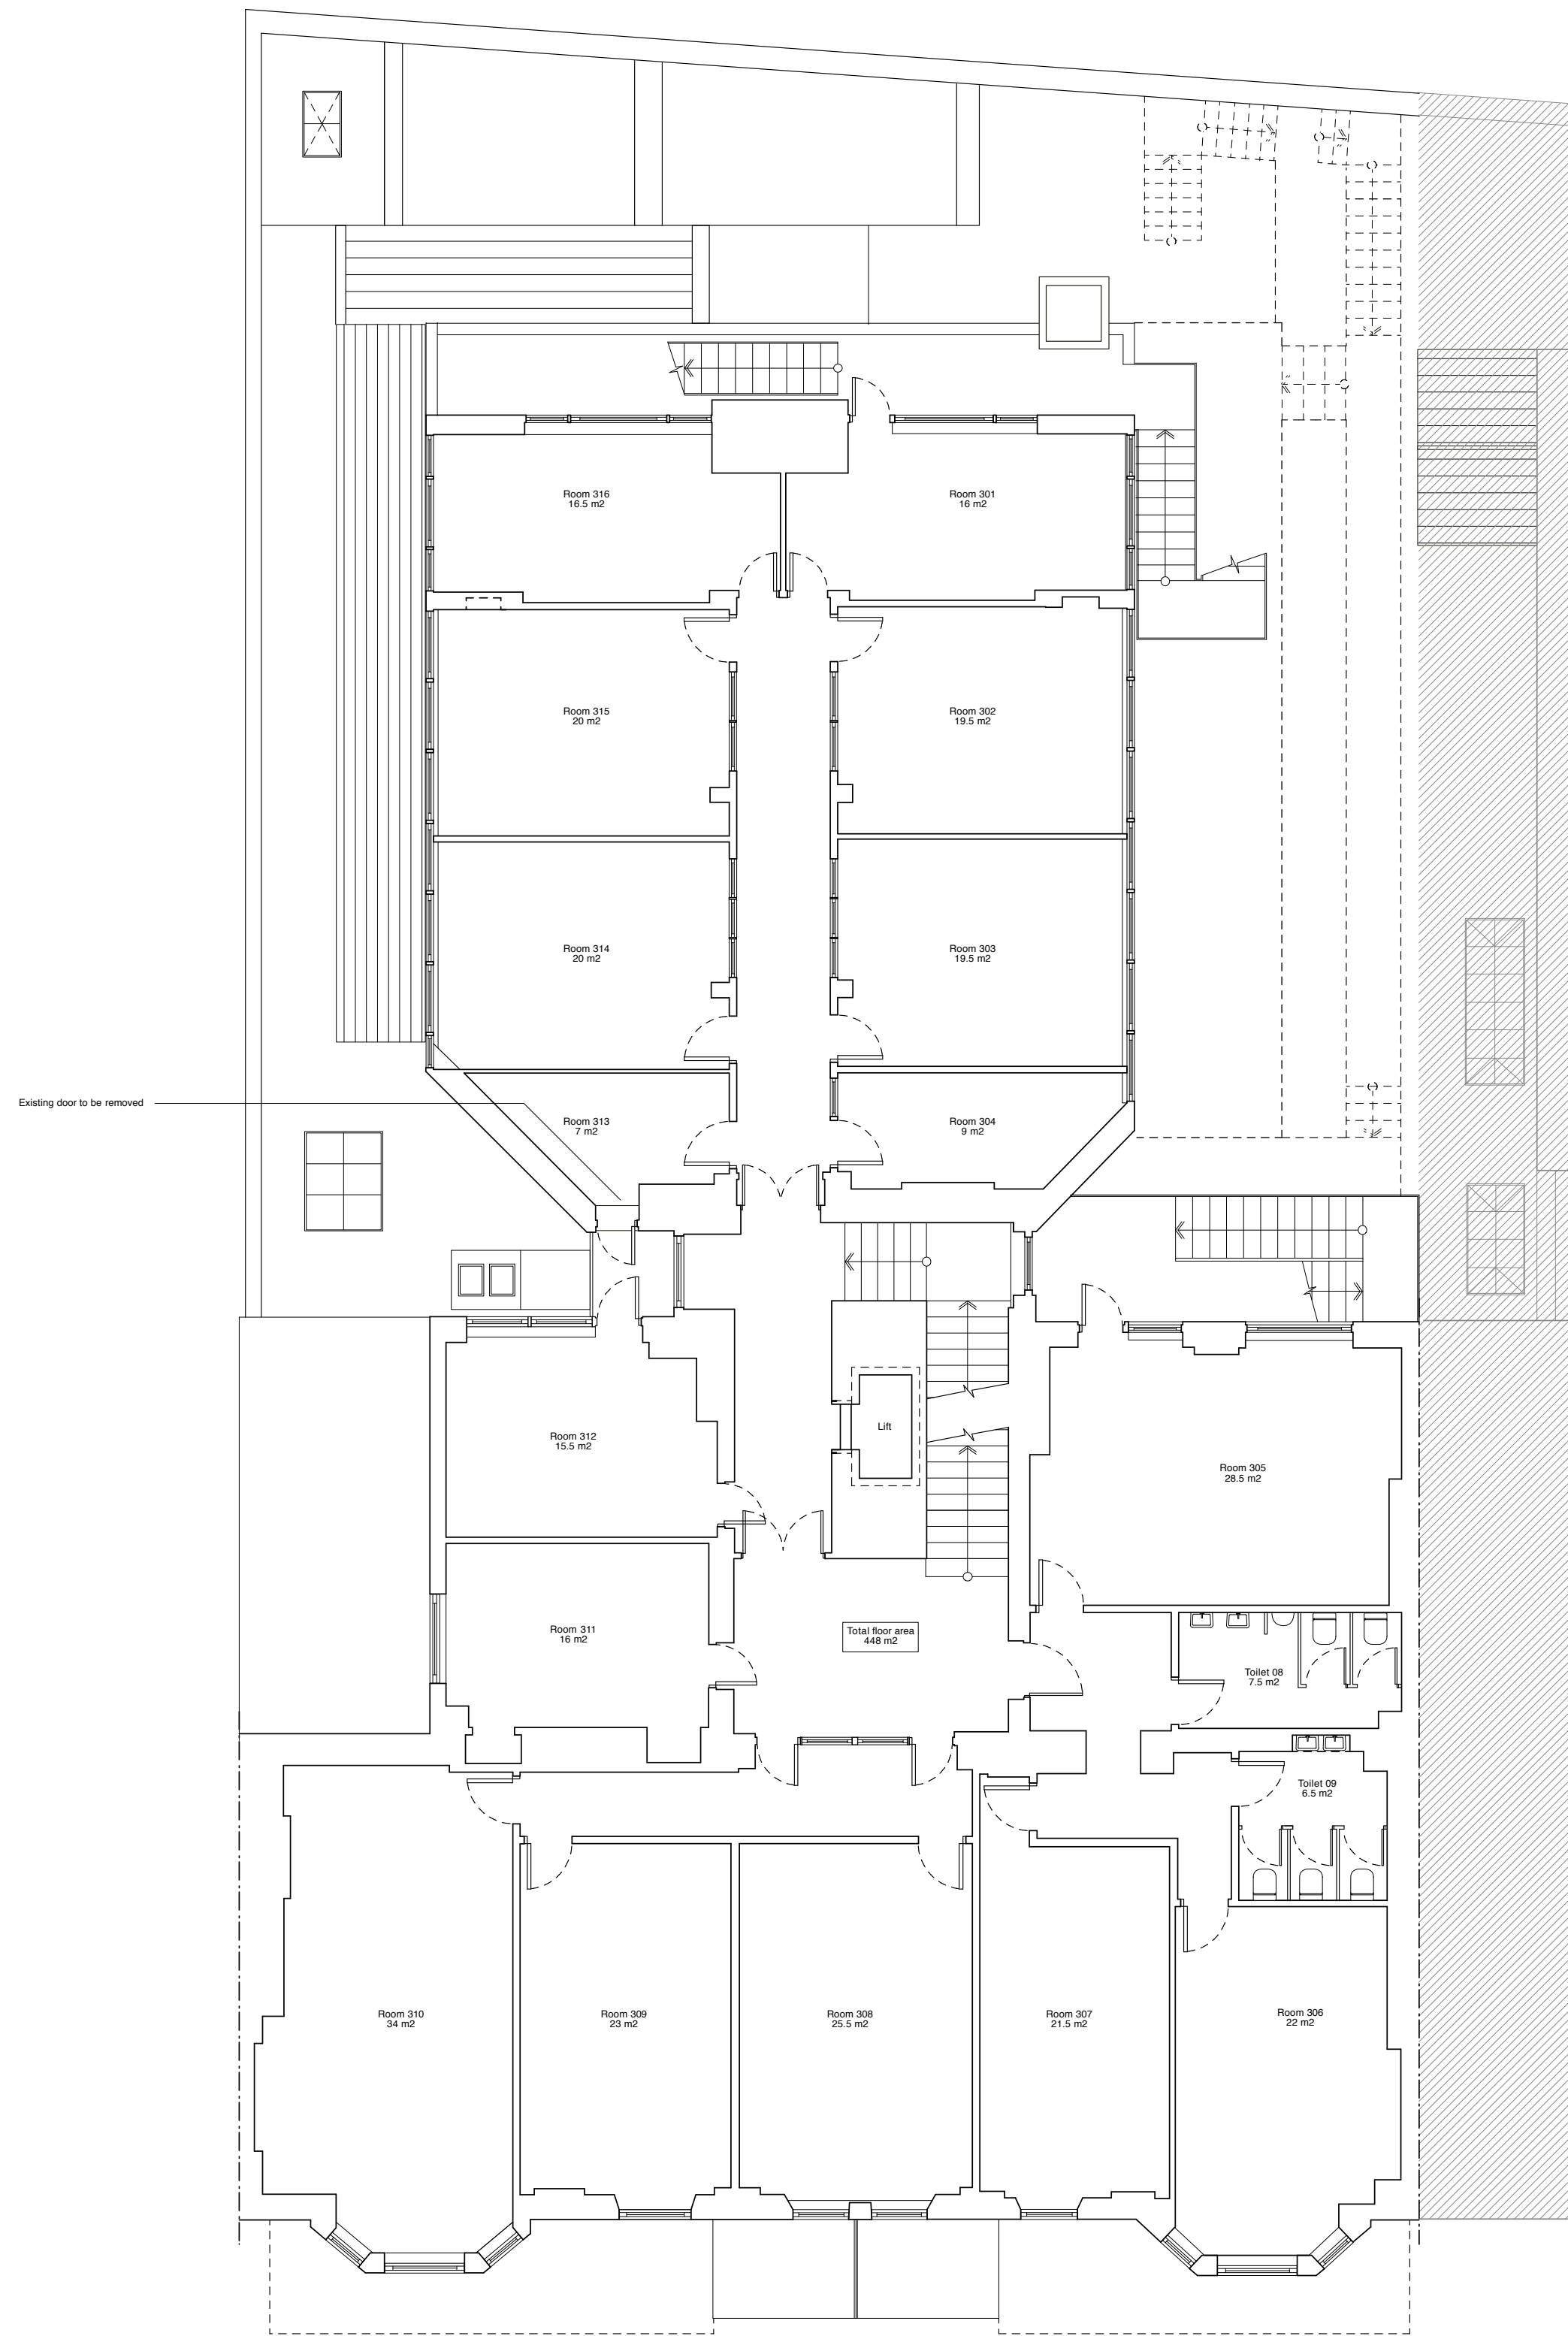 Room 316
16.5 m2
Room 301
16 m2
Room 315
20 m2
Room 302
19.5 m2
Room 314
20 m2
Room 303
19.5 m2
Existing door to be removed
Room 313
7 m2
Room 304
9 m2
Room 312
15.5 m2
Lift
Room 305
28.5 m2
Room 311
16 m2
Total floor area
448 m2
Toilet 08
7.5 m2
Toilet 09
6.5 m2
Room 310
34 m2
Room 309
23 m2
Room 308
25.5 m2
Room 307
21.5 m2
Room 306
22 m2